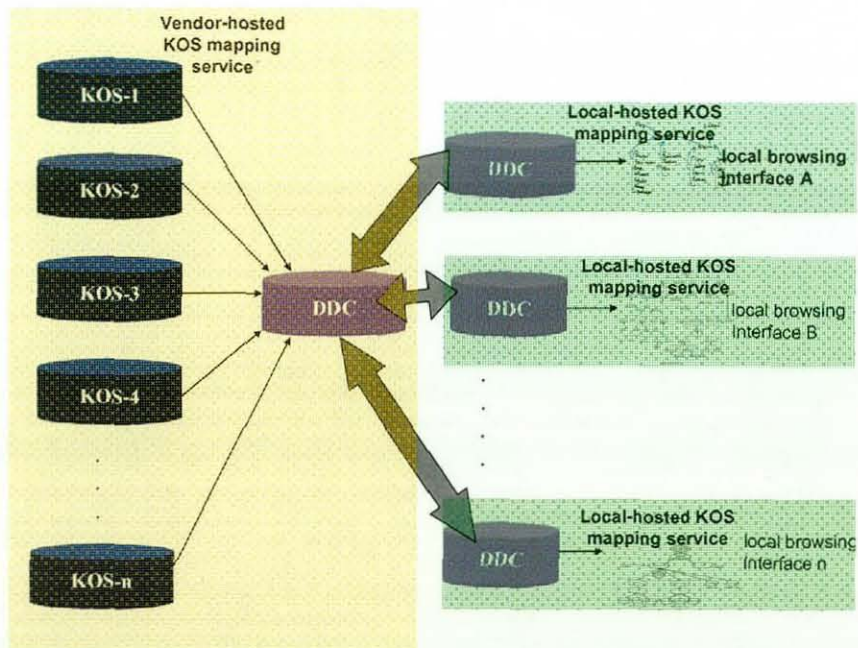 Vendor-hosted
KOS mapping
service
KOS-1
KOS-2
KOS-3
KOS-4
KOS-n
DDC
Local-hosted KOS
mapping service
DDC
local browsing
Interface A
Local-hosted KOS
mapping service
DDC
local browsing
Interface B
Local-hosted KOS
mapping service
DDC
local browsing
Interface n